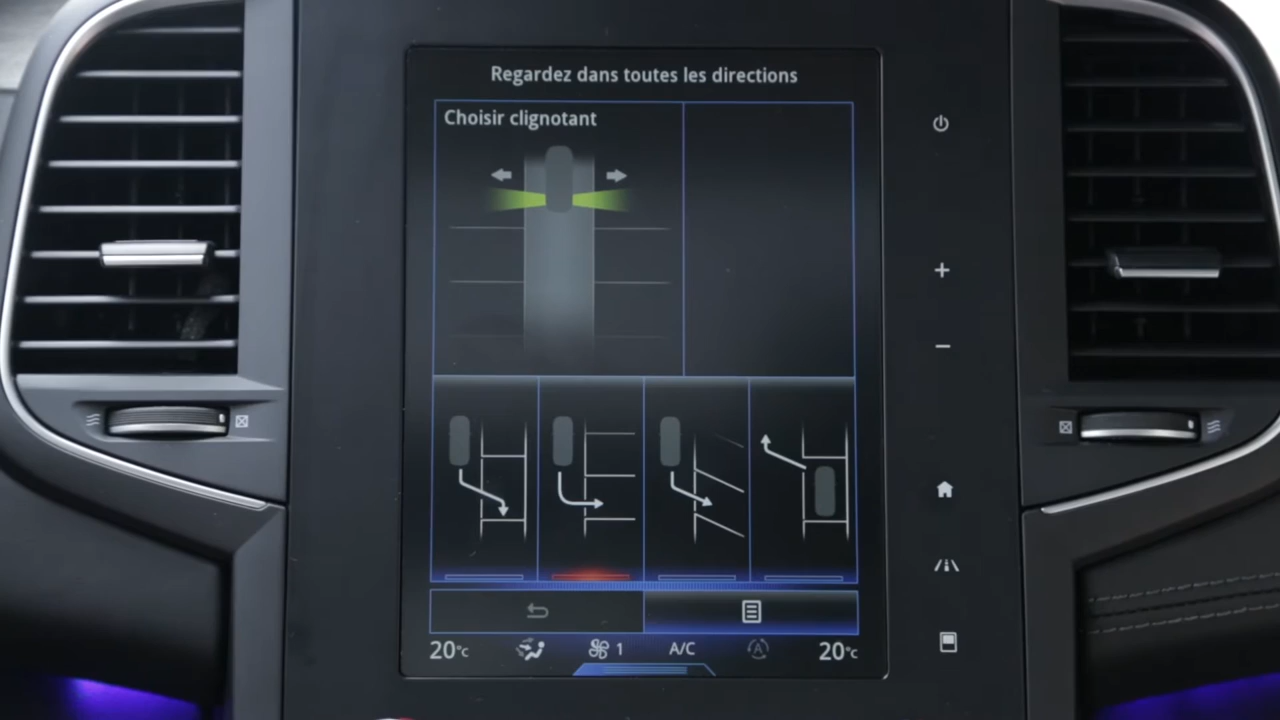 Regardez dans toutes les directions
Choisir clignotant
20°c 1 A/C 20°c